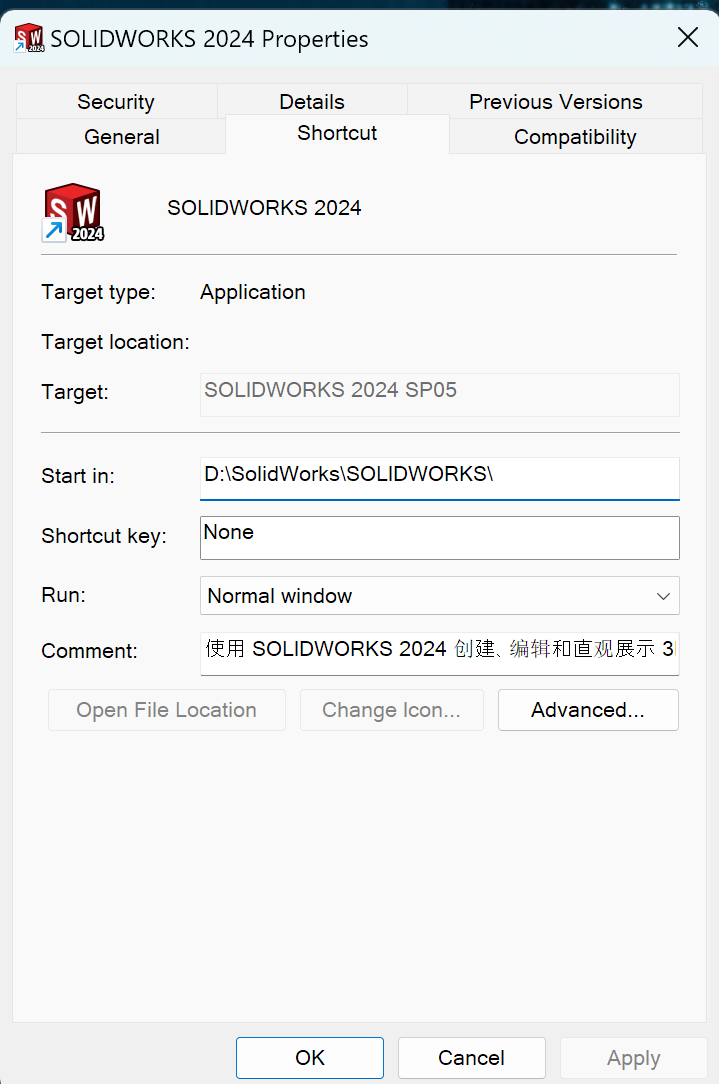 SOLIDWORKS 2024 Properties
Security Details Previous Versions
General Shortcut Compatibility
SW 2024 SOLIDWORKS 2024
Target type: Application
Target location:
Target: SOLIDWORKS 2024 SP05
Start in: D:\SolidWorks\SOLIDWORKS\
Shortcut key: None
Run: Normal window
Comment: 使用 SOLIDWORKS 2024 创建、编辑和直观展示 3
Open File Location Change Icon... Advanced...
OK Cancel Apply